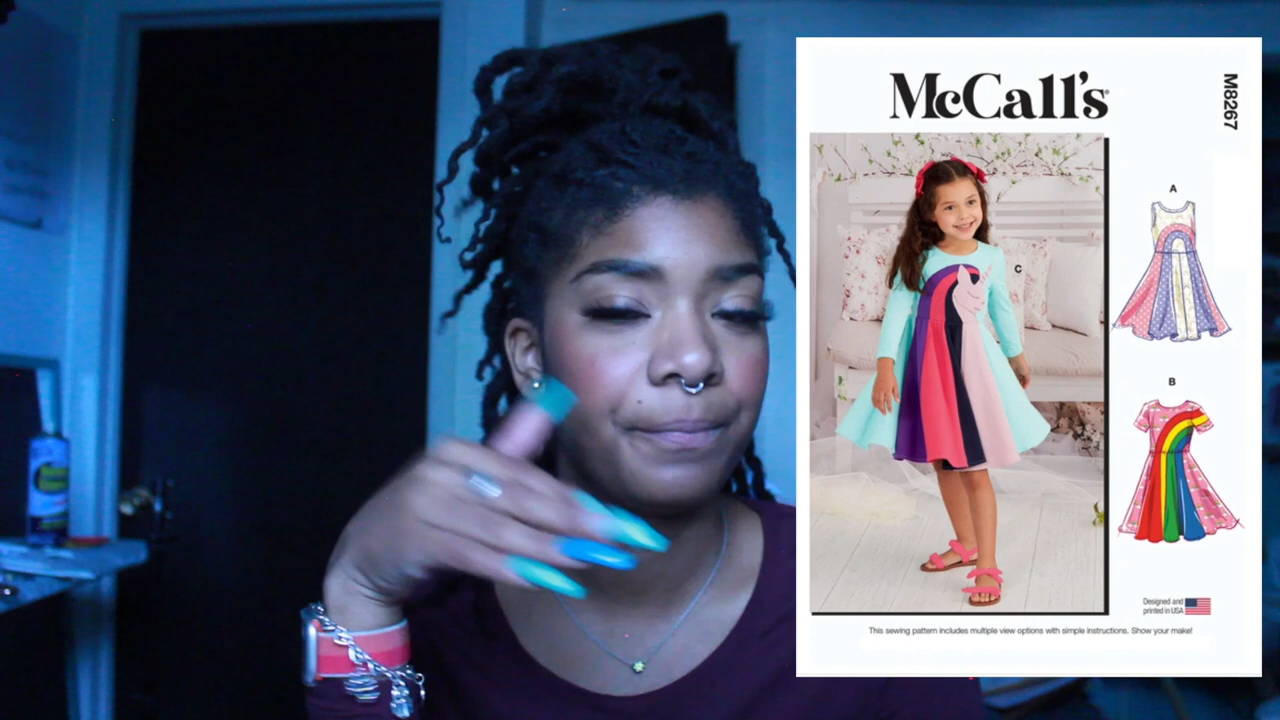 McCall's
M8267
A
C
B
Designed and
printed in USA
This sewing pattern includes multiple view options with simple instructions. Show your make!